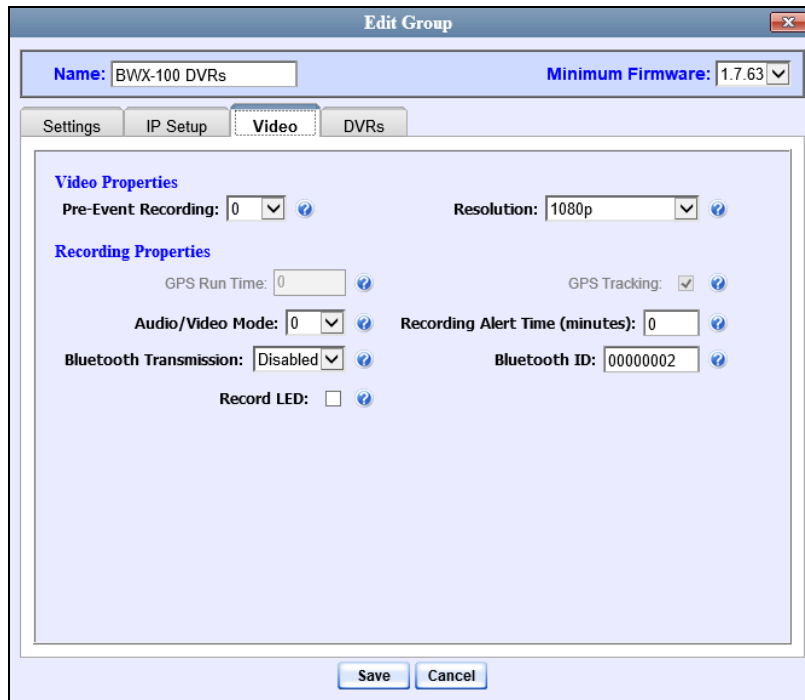 Edit Group
Name: BWX-100 DVRs Minimum Firmware: 1.7.63
Settings IP Setup Video DVRs
Video Properties
Pre-Event Recording: 0 Resolution: 1080p
Recording Properties
GPS Run Time: 0 GPS Tracking:
Audio/Video Mode: 0 Recording Alert Time (minutes): 0
Bluetooth Transmission: Disabled Bluetooth ID: 00000002
Record LED:
Save Cancel